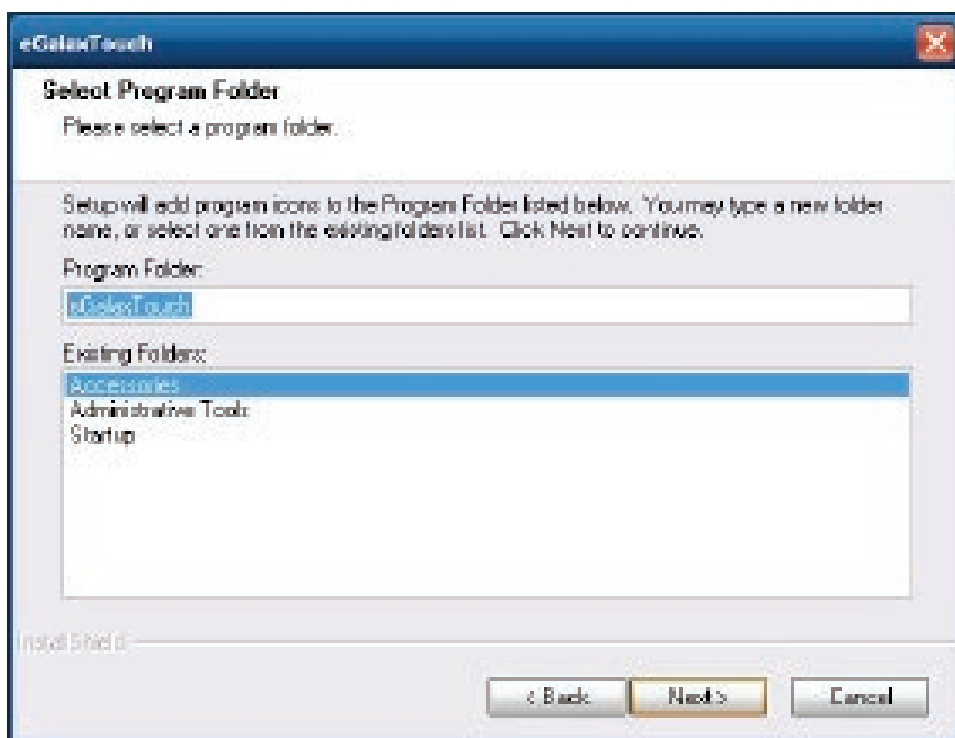 eGalaxTouch
Select Program Folder
Please select a program folder.
Setup will add program icons to the Program Folder listed below. You may type a new folder
name, or select one from the existing folders list. Click Next to continue.
Program Folder:
eGalaxTouch
Existing Folders:
Accessories
Administrative Tools
Startup
InstallShield
< Back
Next >
Cancel